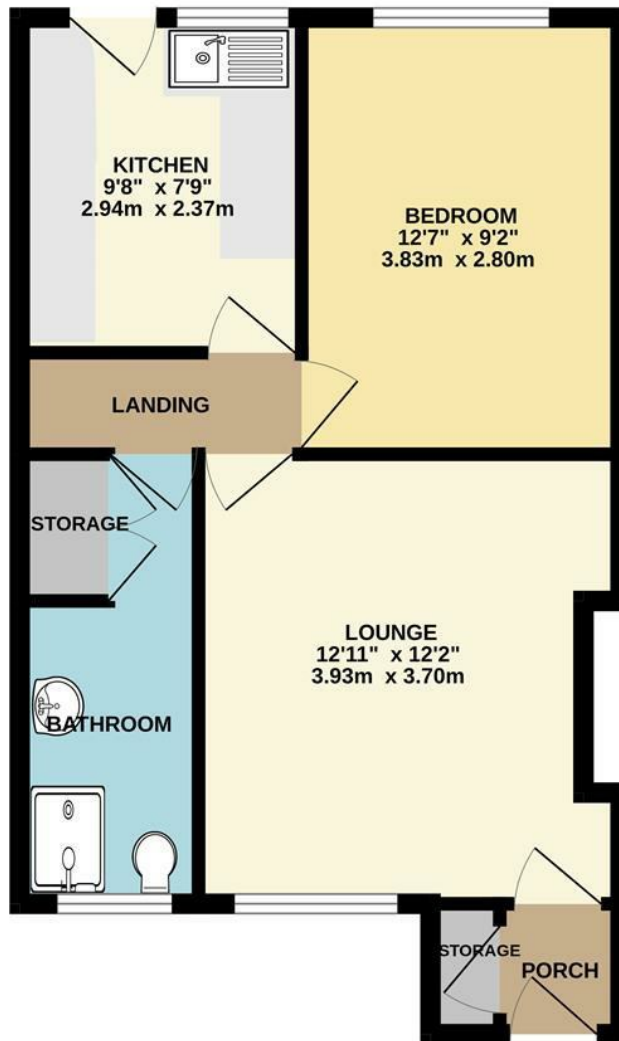 KITCHEN
9'8" x 7'9"
2.94m x 2.37m
BEDROOM
12'7" x 9'2"
3.83m x 2.80m
LANDING
STORAGE
LOUNGE
12'11" x 12'2"
3.93m x 3.70m
BATHROOM
STORAGE
PORCH